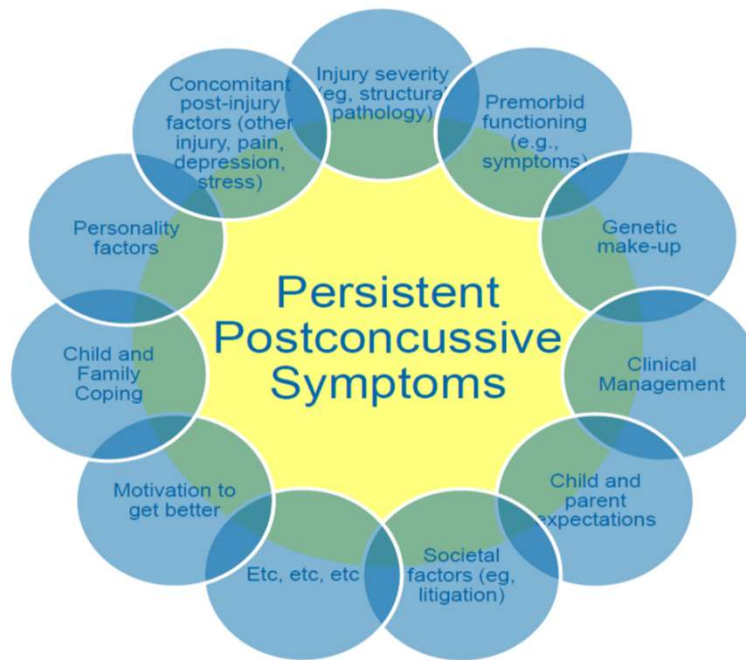 Persistent
Postconcussive
Symptoms
Injury severity
(eg, structural
pathology)
Premorbid
functioning
(e.g.,
symptoms)
Genetic
make-up
Clinical
Management
Child and
parent
expectations
Societal
factors (eg,
litigation)
Etc, etc, etc
Motivation to
get better
Child and
Family
Coping
Personality
factors
Concomitant
post-injury
factors (other
injury, pain,
depression,
stress)